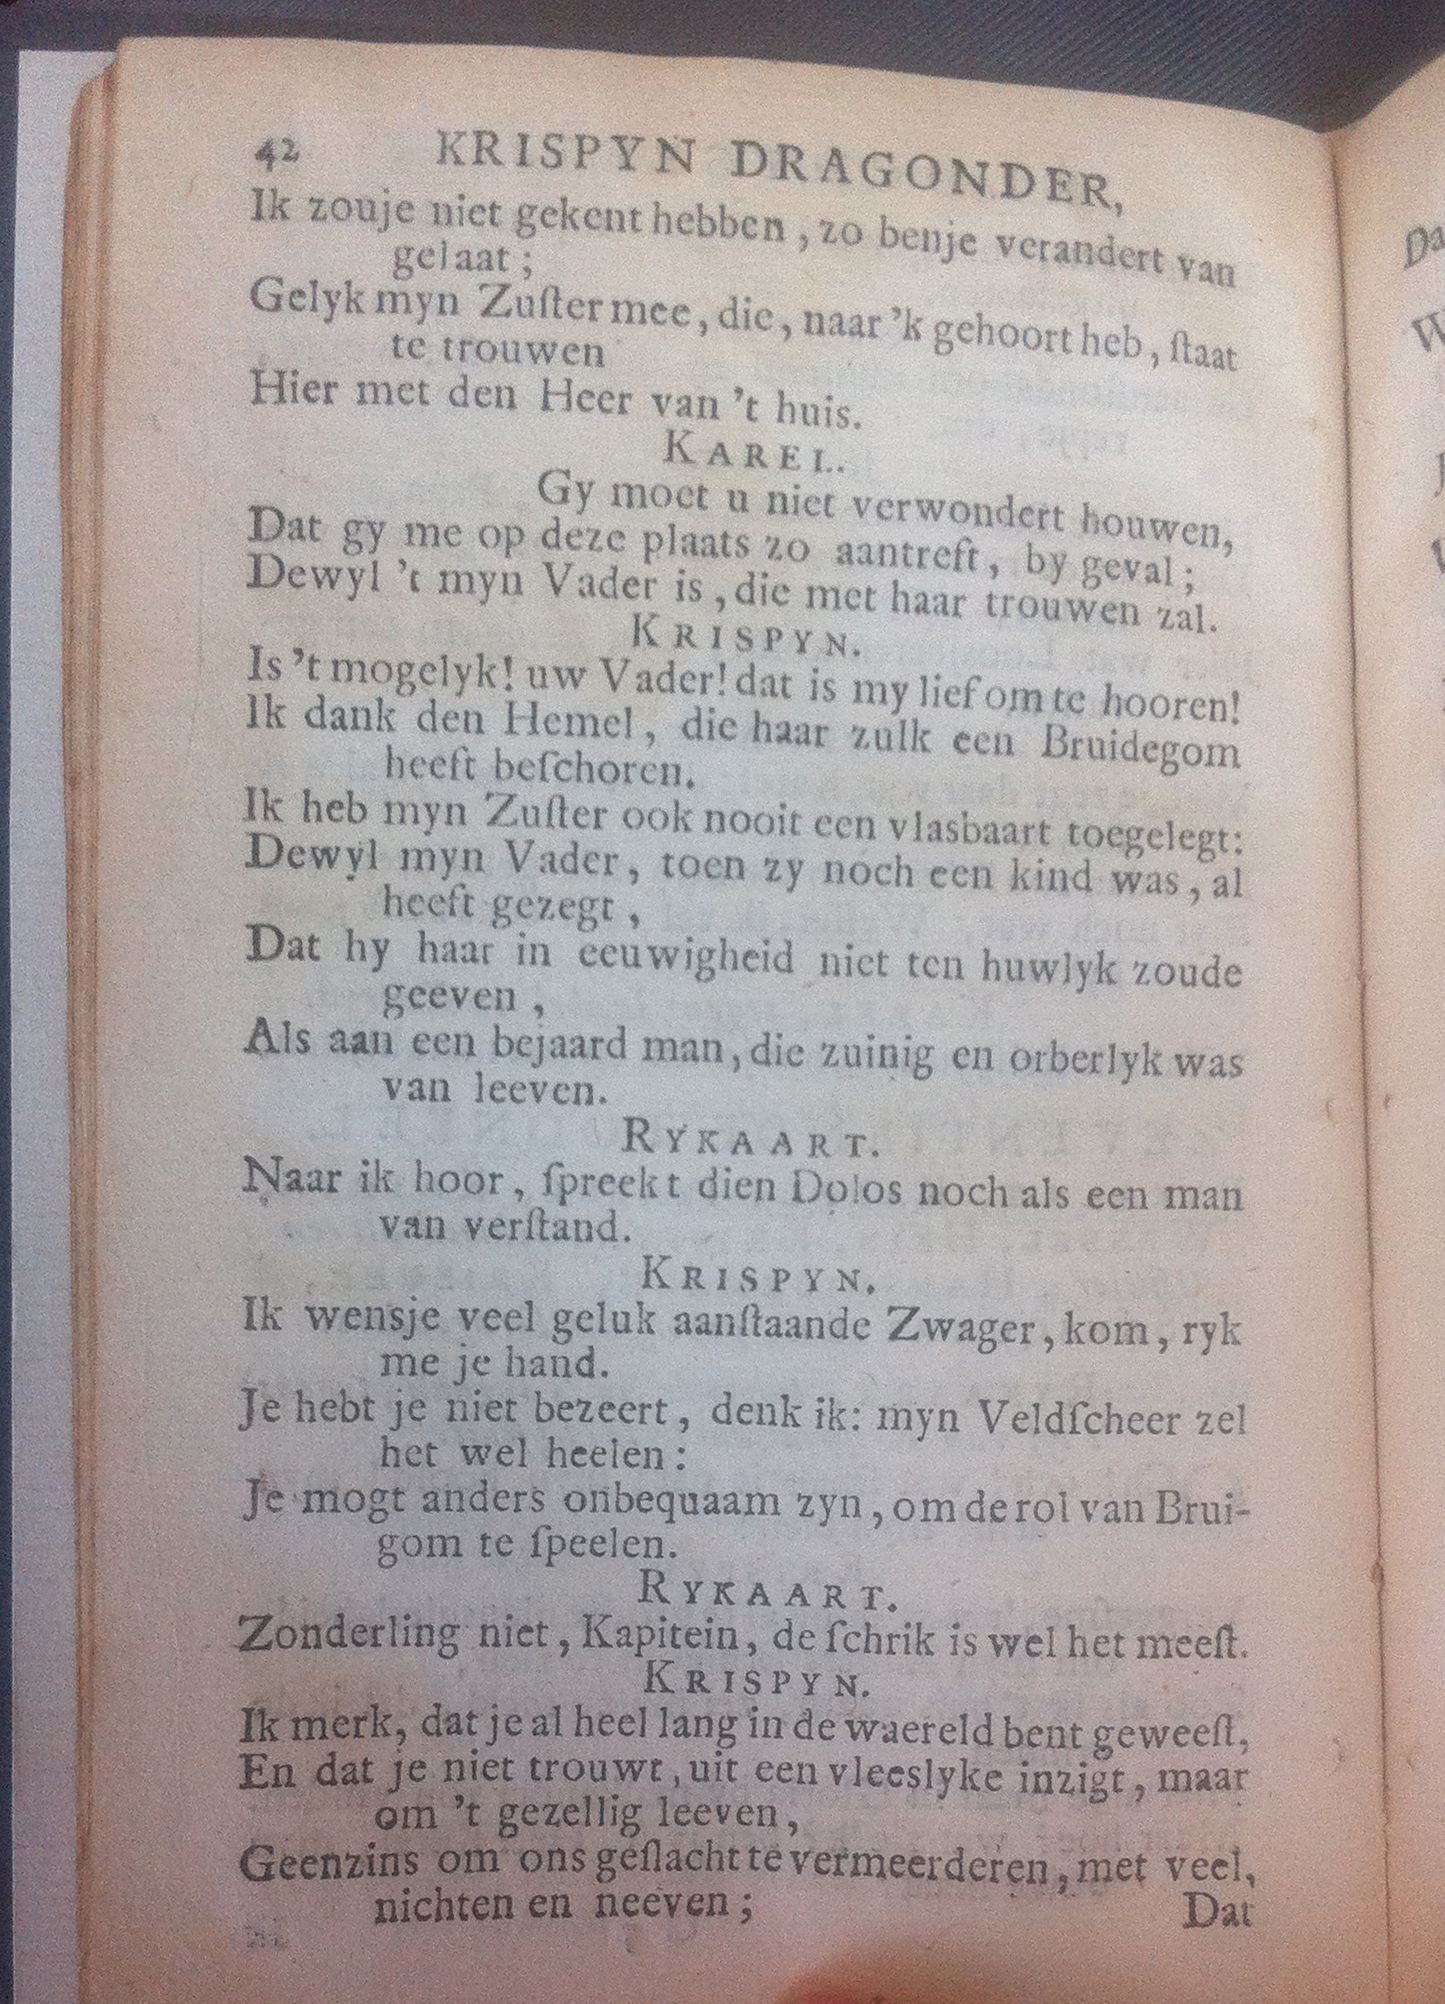 42 KRISPYN DRAGONDER,
Ik zouje niet gekent hebben, zo benje verandert van
gelaat;
Gelyk myn Zuſter mee, die, naar 'k gehoort heb, ſtaat
te trouwen
Hier met den Heer van 't huis.
KAREL.
Gy moet u niet verwondert houwen,
Dat gy me op deze plaats zo aantreft, by geval;
Dewyl 't myn Vader is, die met haar trouwen zal.
KRISPYN.
Is 't mogelyk! uw Vader! dat is my lief om te hooren!
Ik dank den Hemel, die haar zulk een Bruidegom
heeft beſchoren.
Ik heb myn Zuſter ook nooit een vlasbaart toegelegt:
Dewyl myn Vader, toen zy noch een kind was, al
heeft gezegt,
Dat hy haar in eeuwigheid niet ten huwlyk zoude
geeven,
Als aan een bejaard man, die zuinig en orberlyk was
van leeven.
RYKAART.
Naar ik hoor, ſpreekt dien Dolos noch als een man
van verſtand.
KRISPYN.
Ik wensje veel geluk aanſtaande Zwager, kom, ryk
me je hand.
Je hebt je niet bezeert, denk ik: myn Veldſcheer zel
het wel heelen:
Je mogt anders onbequaam zyn, om de rol van Brui-
gom te ſpeelen.
RYKAART.
Zonderling niet, Kapitein, de ſchrik is wel het meeſt.
KRISPYN.
Ik merk, dat je al heel lang in de waereld bent geweeſt,
En dat je niet trouwt, uit een vleeslyke inzigt, maar
om 't gezellig leeven,
Geenzins om ons geſlacht te vermeerderen, met veel,
nichten en neeven;
Dat